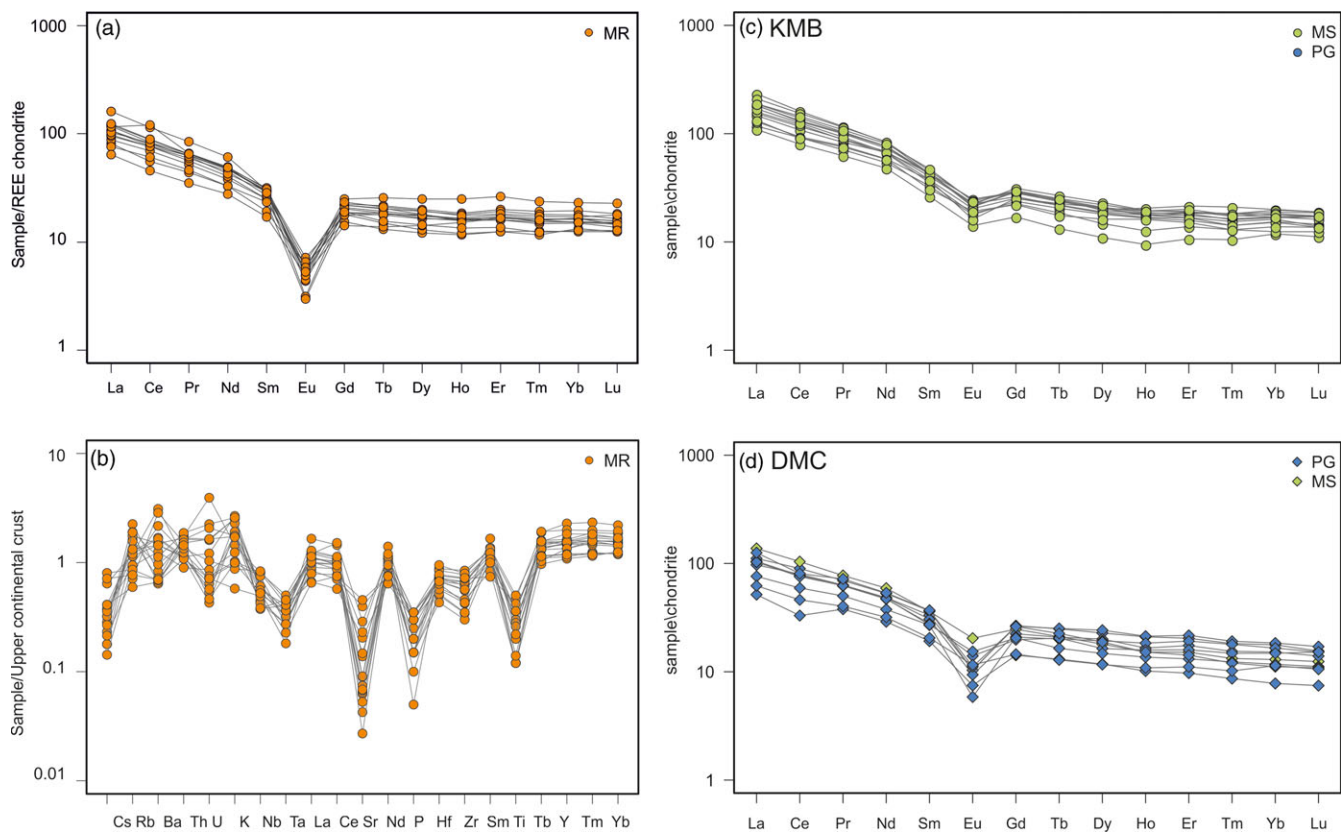 (a)
MR
1000
100
10
1
Sample/REE chondrite
La Ce Pr Nd Sm Eu Gd Tb Dy Ho Er Tm Yb Lu
(c) KMB
MS
PG
1000
100
10
1
sample\chondrite
La Ce Pr Nd Sm Eu Gd Tb Dy Ho Er Tm Yb Lu
(b)
MR
10
1
0.1
0.01
Sample/Upper continental crust
Cs Rb Ba Th U K Nb Ta La Ce Sr Nd P Hf Zr Sm Ti Tb Y Tm Yb
(d) DMC
PG
MS
1000
100
10
1
sample\chondrite
La Ce Pr Nd Sm Eu Gd Tb Dy Ho Er Tm Yb Lu